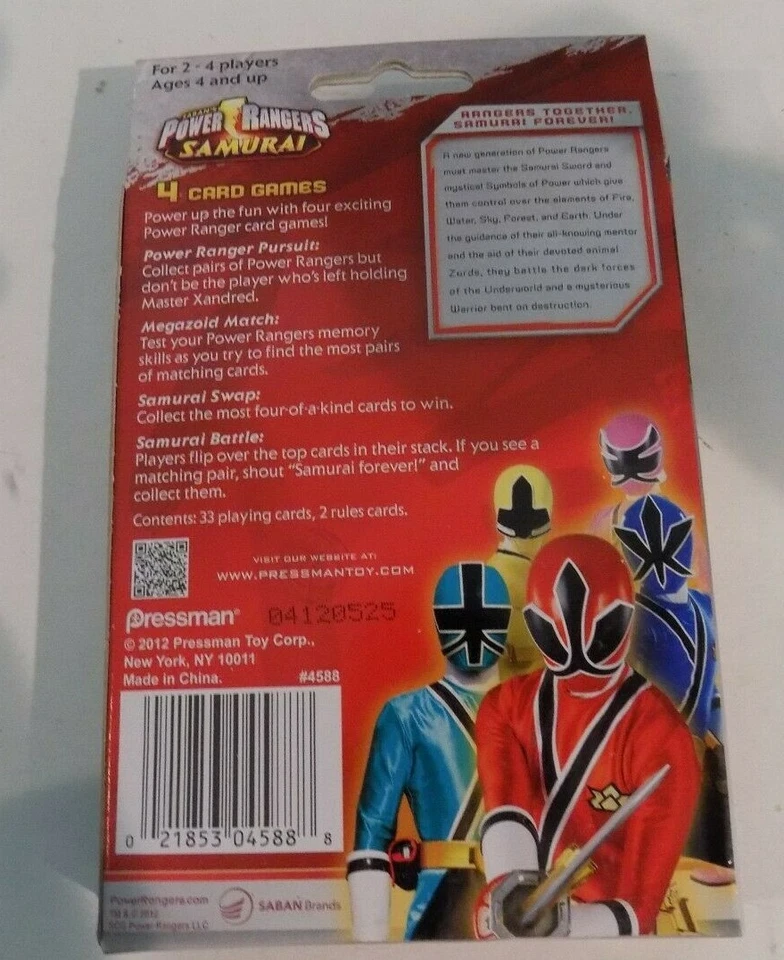 For 2 - 4 players
Ages 4 and up
SABAN'S
POWER RANGERS
SAMURAI
4 CARD GAMES
Power up the fun with four exciting
Power Ranger card games!
Power Ranger Pursuit:
Collect pairs of Power Rangers but
don't be the player who's left holding
Master Xandred.
Megazoid Match:
Test your Power Rangers memory
skills as you try to find the most pairs
of matching cards.
Samurai Swap:
Collect the most four-of-a-kind cards to win.
Samurai Battle:
Players flip over the top cards in their stack. If you see a
matching pair, shout "Samurai forever!" and
collect them.
Contents: 33 playing cards, 2 rules cards.
RANGERS TOGETHER,
SAMURAI FOREVER!
A new generation of Power Rangers
must master the Samurai Sword and
mystical Symbols of Power which give
them control over the elements of Fire,
Water, Sky, Forest, and Earth. Under
the guidance of their all-knowing mentor
and the aid of their devoted animal
Zords, they battle the dark forces
of the Underworld and a mysterious
Warrior bent on destruction.
VISIT OUR WEBSITE AT:
WWW.PRESSMANTOY.COM
Pressman®
04120525
© 2012 Pressman Toy Corp.,
New York, NY 10011
Made in China. #4588
0 21853 04588 8
PowerRangers.com
TM & © 2012
SCG Power Rangers LLC
SABAN Brands